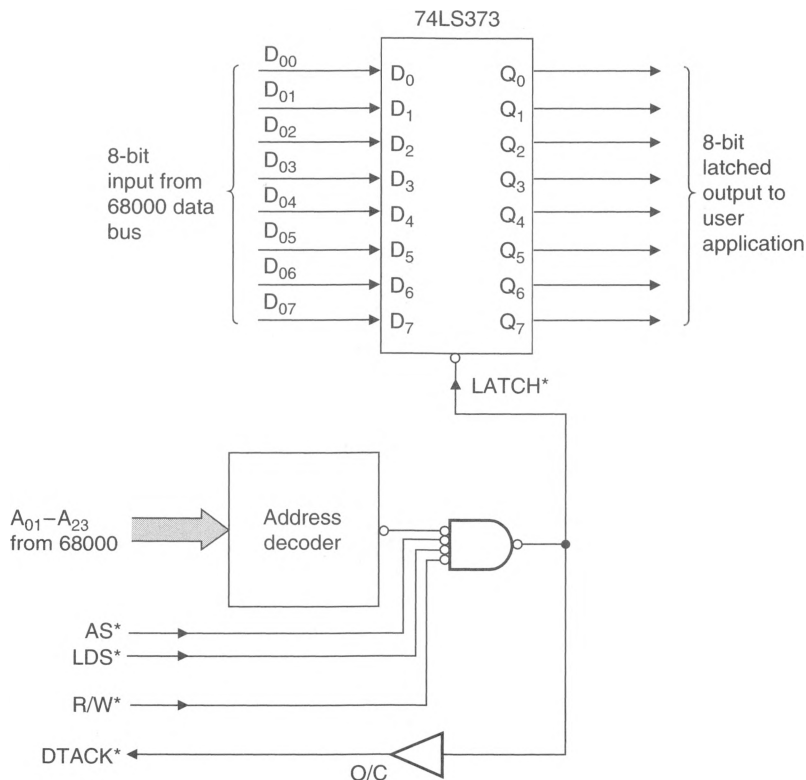 74LS373
8-bit
input from
68000 data
bus
D₀₀
D₀₁
D₀₂
D₀₃
D₀₄
D₀₅
D₀₆
D₀₇
D₀
D₁
D₂
D₃
D₄
D₅
D₆
D₇
Q₀
Q₁
Q₂
Q₃
Q₄
Q₅
Q₆
Q₇
8-bit
latched
output to
user
application
LATCH*
A₀₁–A₂₃
from 68000
Address
decoder
AS*
LDS*
R/W*
DTACK*
O/C